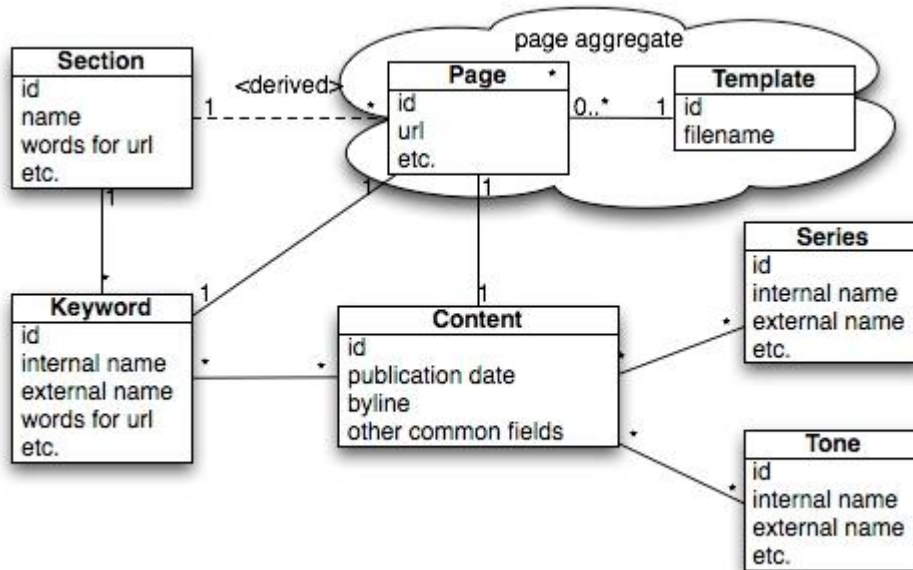 page aggregate
Section
id
name
words for url
etc.
<derived>
1
*
Page
*
id
url
etc.
0..*
1
Template
id
filename
1
*
1
1
1
1
Keyword
id
internal name
external name
words for url
etc.
*
*
Content
id
publication date
byline
other common fields
*
*
*
*
Series
id
internal name
external name
etc.
Tone
id
internal name
external name
etc.